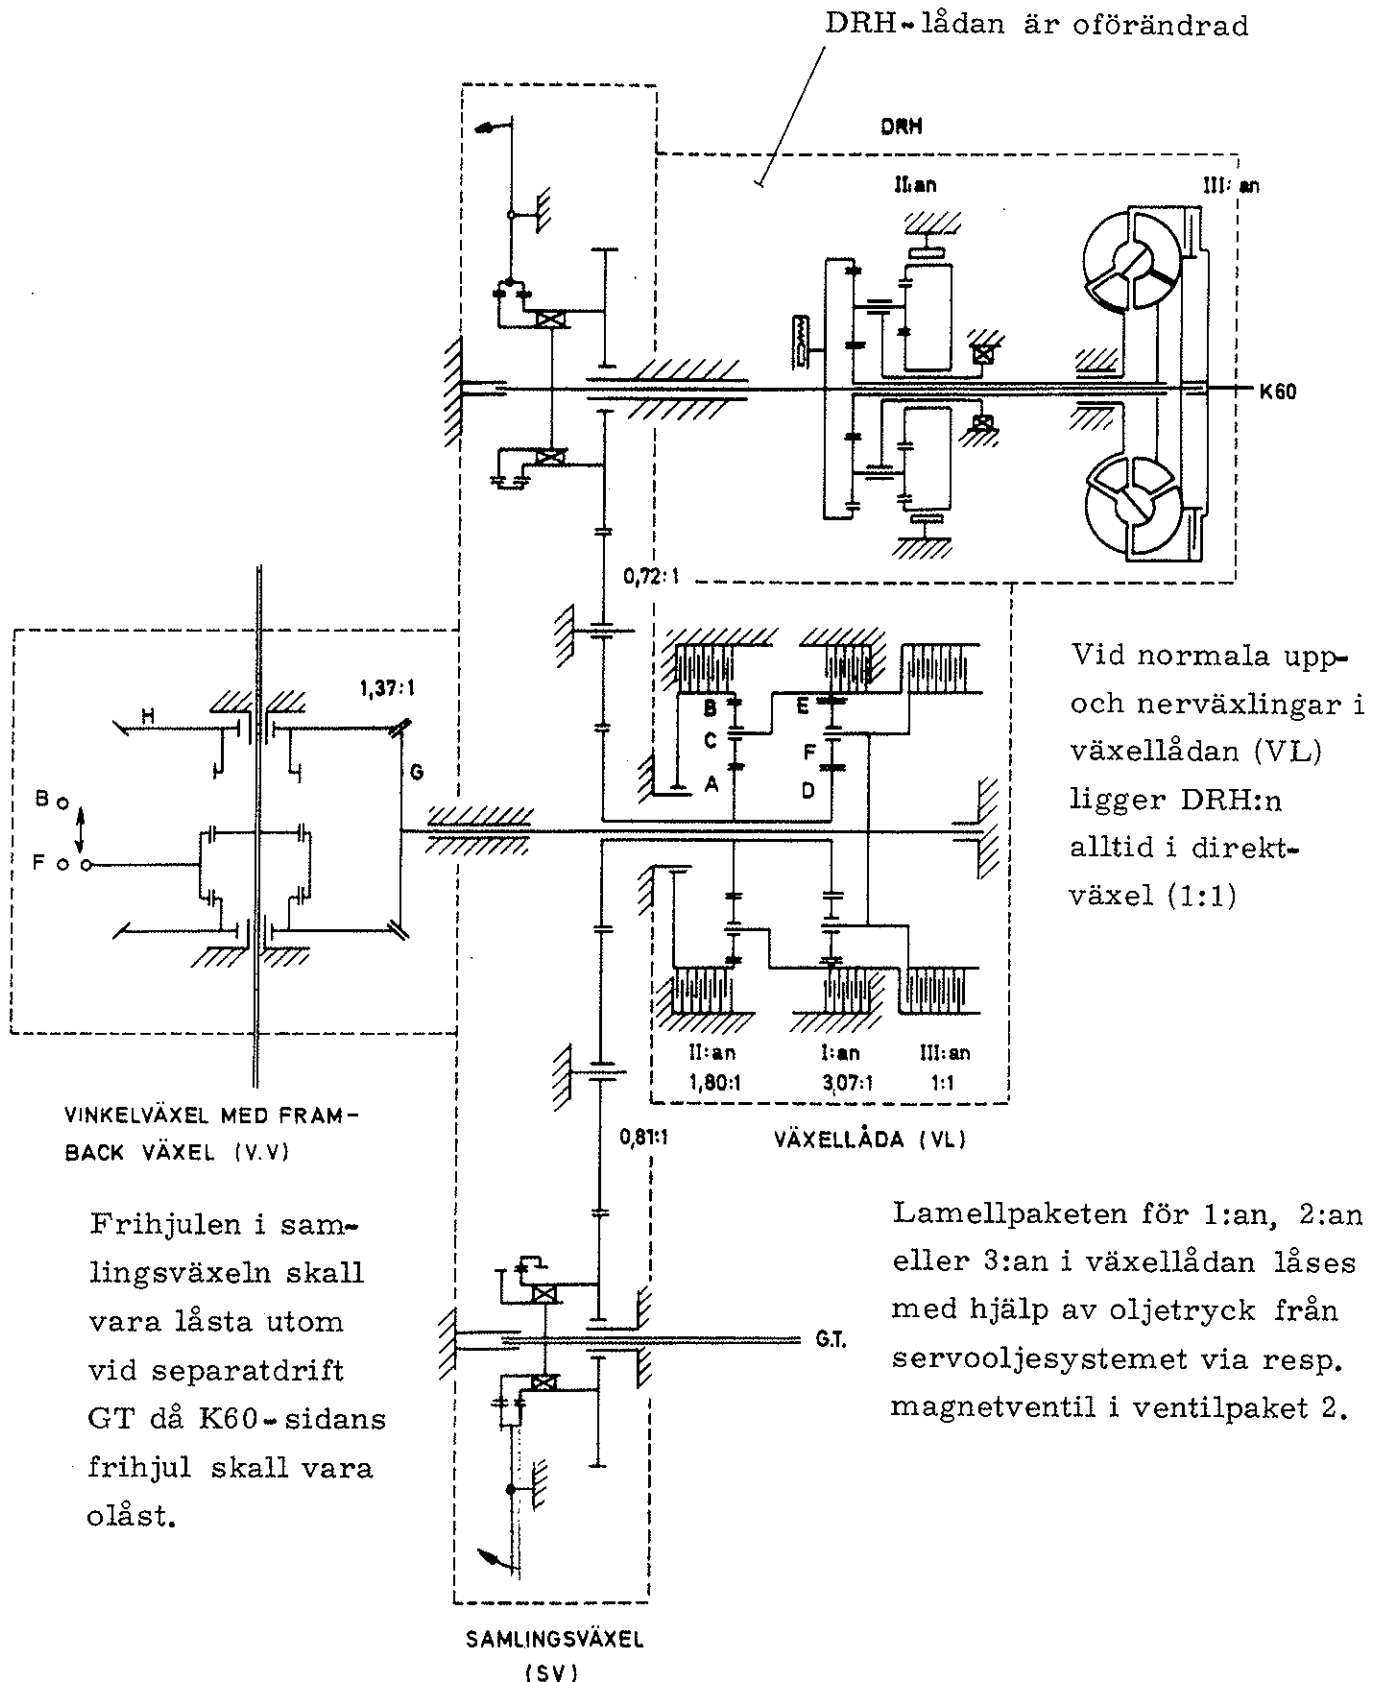 DRH-lådan är oförändrad
DRH
II:an
III:an
K60
0,72:1
1,37:1
H
G
B
F
B
C
A
E
F
D
Vid normala upp-
och nerväxlingar i
växellådan (VL)
ligger DRH:n
alltid i direkt-
växel (1:1)
II:an
1,80:1
I:an
3,07:1
III:an
1:1
VINKELVÄXEL MED FRAM-
BACK VÄXEL (V.V)
0,81:1
VÄXELLÅDA (VL)
Frihjulen i sam-
lingsväxeln skall
vara låsta utom
vid separatdrift
GT då K60-sidans
frihjul skall vara
olåst.
Lamellpaketen för 1:an, 2:an
eller 3:an i växellådan låses
med hjälp av oljetryck från
servooljesystemet via resp.
magnetventil i ventilpaket 2.
G.T.
SAMLINGSVÄXEL
(SV)